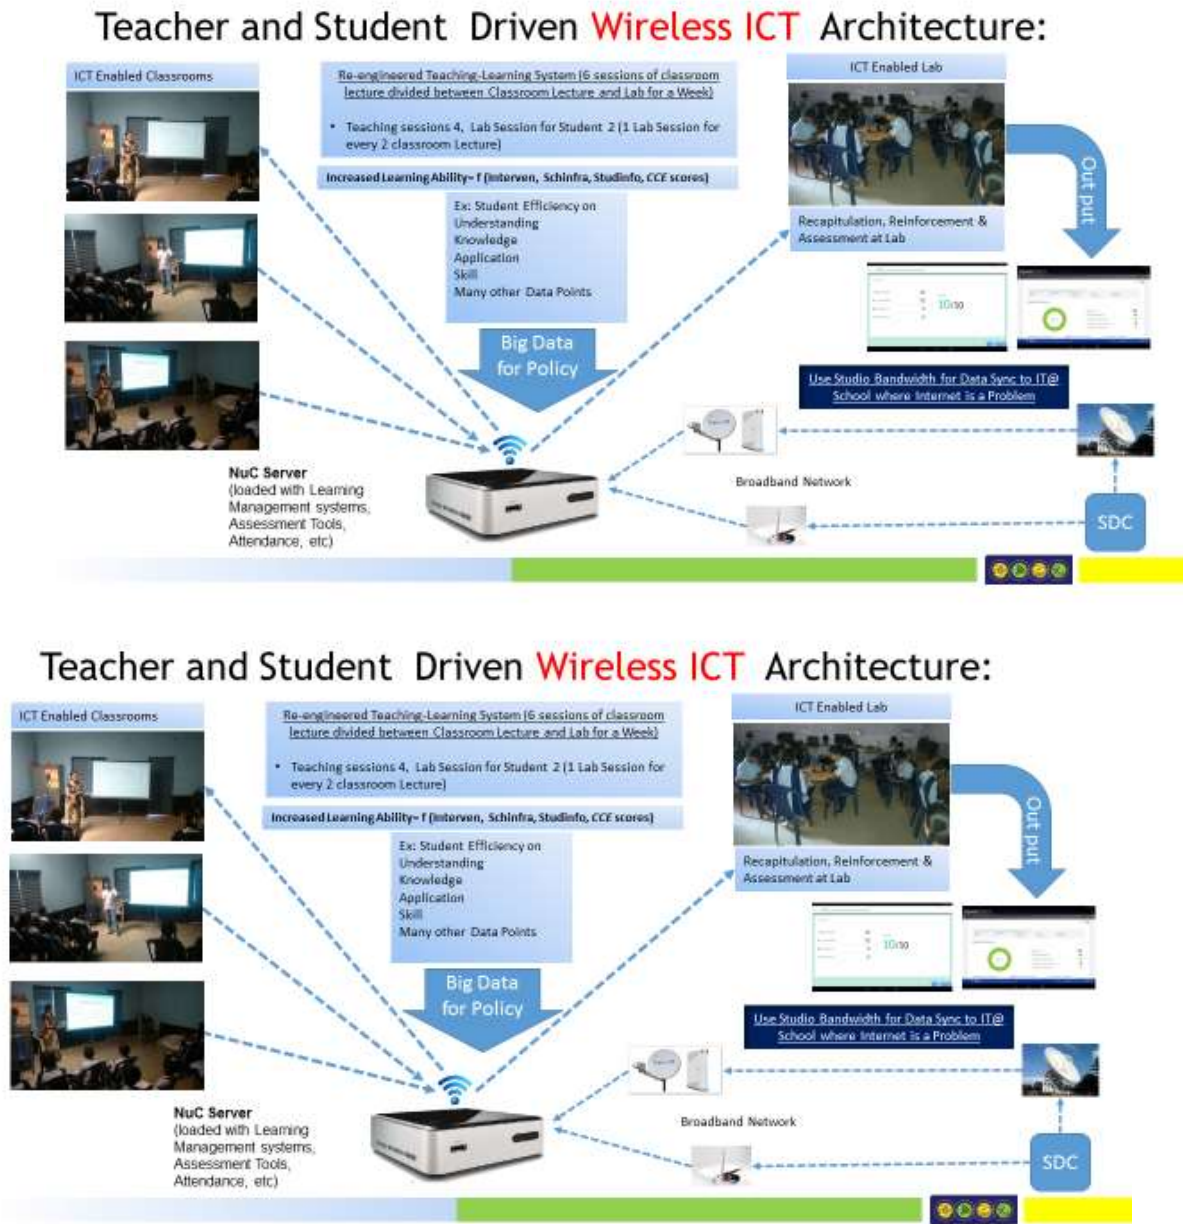 Teacher and Student Driven Wireless ICT Architecture:
ICT Enabled Classrooms
Re-engineered Teaching-Learning System (6 sessions of classroom
lecture divided between Classroom Lecture and Lab for a Week)
• Teaching sessions 4, Lab Session for Student 2 (1 Lab Session for
every 2 classroom Lecture)
Increased Learning Ability= f (Interven, Schinfra, Studinfo, CCE scores)
Ex: Student Efficiency on
Understanding
Knowledge
Application
Skill
Many other Data Points
Big Data
for Policy
ICT Enabled Lab
Out put
Recapitulation, Reinforcement &
Assessment at Lab
10/10
Use Studio Bandwidth for Data Sync to IT@
School where Internet is a Problem
NuC Server
(loaded with Learning
Management systems,
Assessment Tools,
Attendance, etc)
Broadband Network
SDC
Teacher and Student Driven Wireless ICT Architecture:
ICT Enabled Classrooms
Re-engineered Teaching-Learning System (6 sessions of classroom
lecture divided between Classroom Lecture and Lab for a Week)
• Teaching sessions 4, Lab Session for Student 2 (1 Lab Session for
every 2 classroom Lecture)
Increased Learning Ability= f (Interven, Schinfra, Studinfo, CCE scores)
Ex: Student Efficiency on
Understanding
Knowledge
Application
Skill
Many other Data Points
Big Data
for Policy
ICT Enabled Lab
Out put
Recapitulation, Reinforcement &
Assessment at Lab
10/10
Use Studio Bandwidth for Data Sync to IT@
School where Internet is a Problem
NuC Server
(loaded with Learning
Management systems,
Assessment Tools,
Attendance, etc)
Broadband Network
SDC